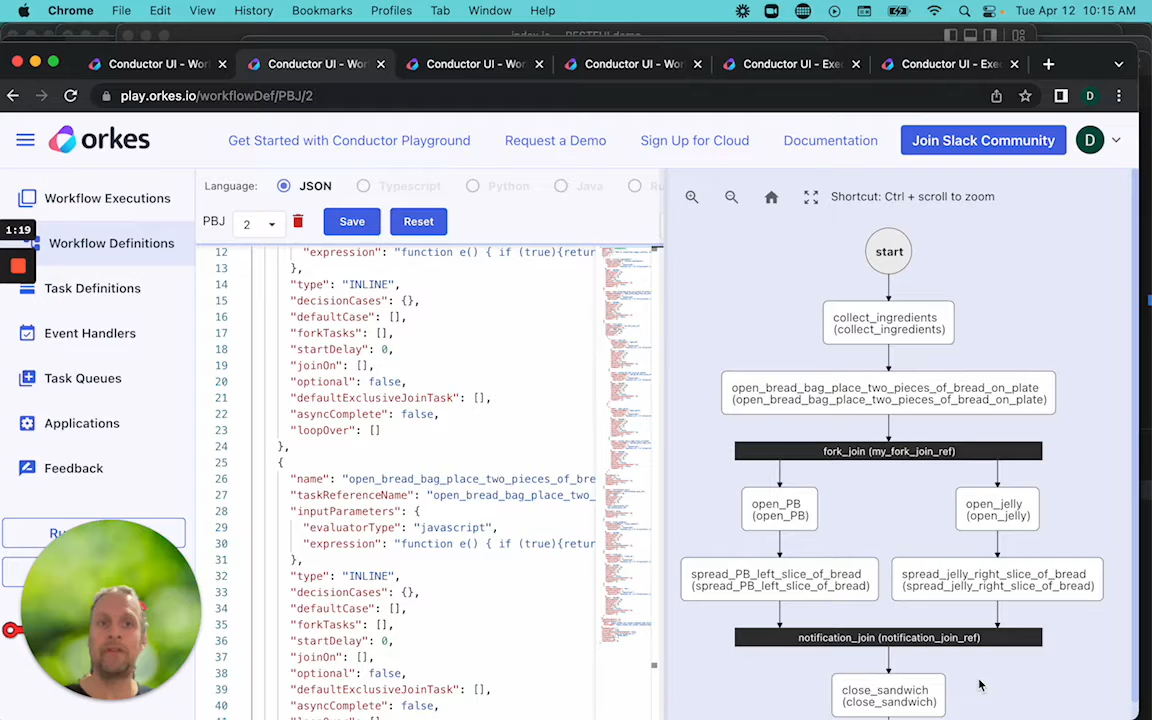 Chrome File Edit View History Bookmarks Profiles Tab Window Help Tue Apr 12 10:15 AM
Conductor UI - Wor
Conductor UI - Wor
Conductor UI - Wo
Conductor UI - Wor
Conductor UI - Exe
Conductor UI - Exe
play.orkes.io/workflowDef/PBJ/2
D
orkes
Get Started with Conductor Playground
Request a Demo
Sign Up for Cloud
Documentation
Join Slack Community
D
Workflow Executions
1:19
Workflow Definitions
Task Definitions
Event Handlers
Task Queues
Applications
Feedback
Language: JSON Typescript Python Java Ru
PBJ 2 Save Reset
12 "expression": "function e() { if (true){retur
13 },
14 "type": "INLINE",
15 "decisionCases": {},
16 "defaultCase": [],
17 "forkTasks": [],
18 "startDelay": 0,
19 "joinOn": [],
20 "optional": false,
21 "defaultExclusiveJoinTask": [],
22 "asyncComplete": false,
23 "loopOver": []
24 },
25 {
26 "name": "open_bread_bag_place_two_pieces_of_bre
27 "taskReferenceName": "open_bread_bag_place_two_
28 "inputParameters": {
29 "evaluatorType": "javascript",
30 "expression": "function e() { if (true){retur
31 },
32 "type": "INLINE",
33 "decisionCases": {},
34 "defaultCase": [],
35 "forkTasks": [],
36 "startDelay": 0,
37 "joinOn": [],
38 "optional": false,
39 "defaultExclusiveJoinTask": [],
40 "asyncComplete": false,
"loopOver": []
Shortcut: Ctrl + scroll to zoom
start
collect_ingredients
(collect_ingredients)
open_bread_bag_place_two_pieces_of_bread_on_plate
(open_bread_bag_place_two_pieces_of_bread_on_plate)
fork_join (my_fork_join_ref)
open_PB
(open_PB)
open_jelly
(open_jelly)
spread_PB_left_slice_of_bread
(spread_PB_left_slice_of_bread)
spread_jelly_right_slice_of_bread
(spread_jelly_right_slice_of_bread)
notification_join (notification_join_ref)
close_sandwich
(close_sandwich)